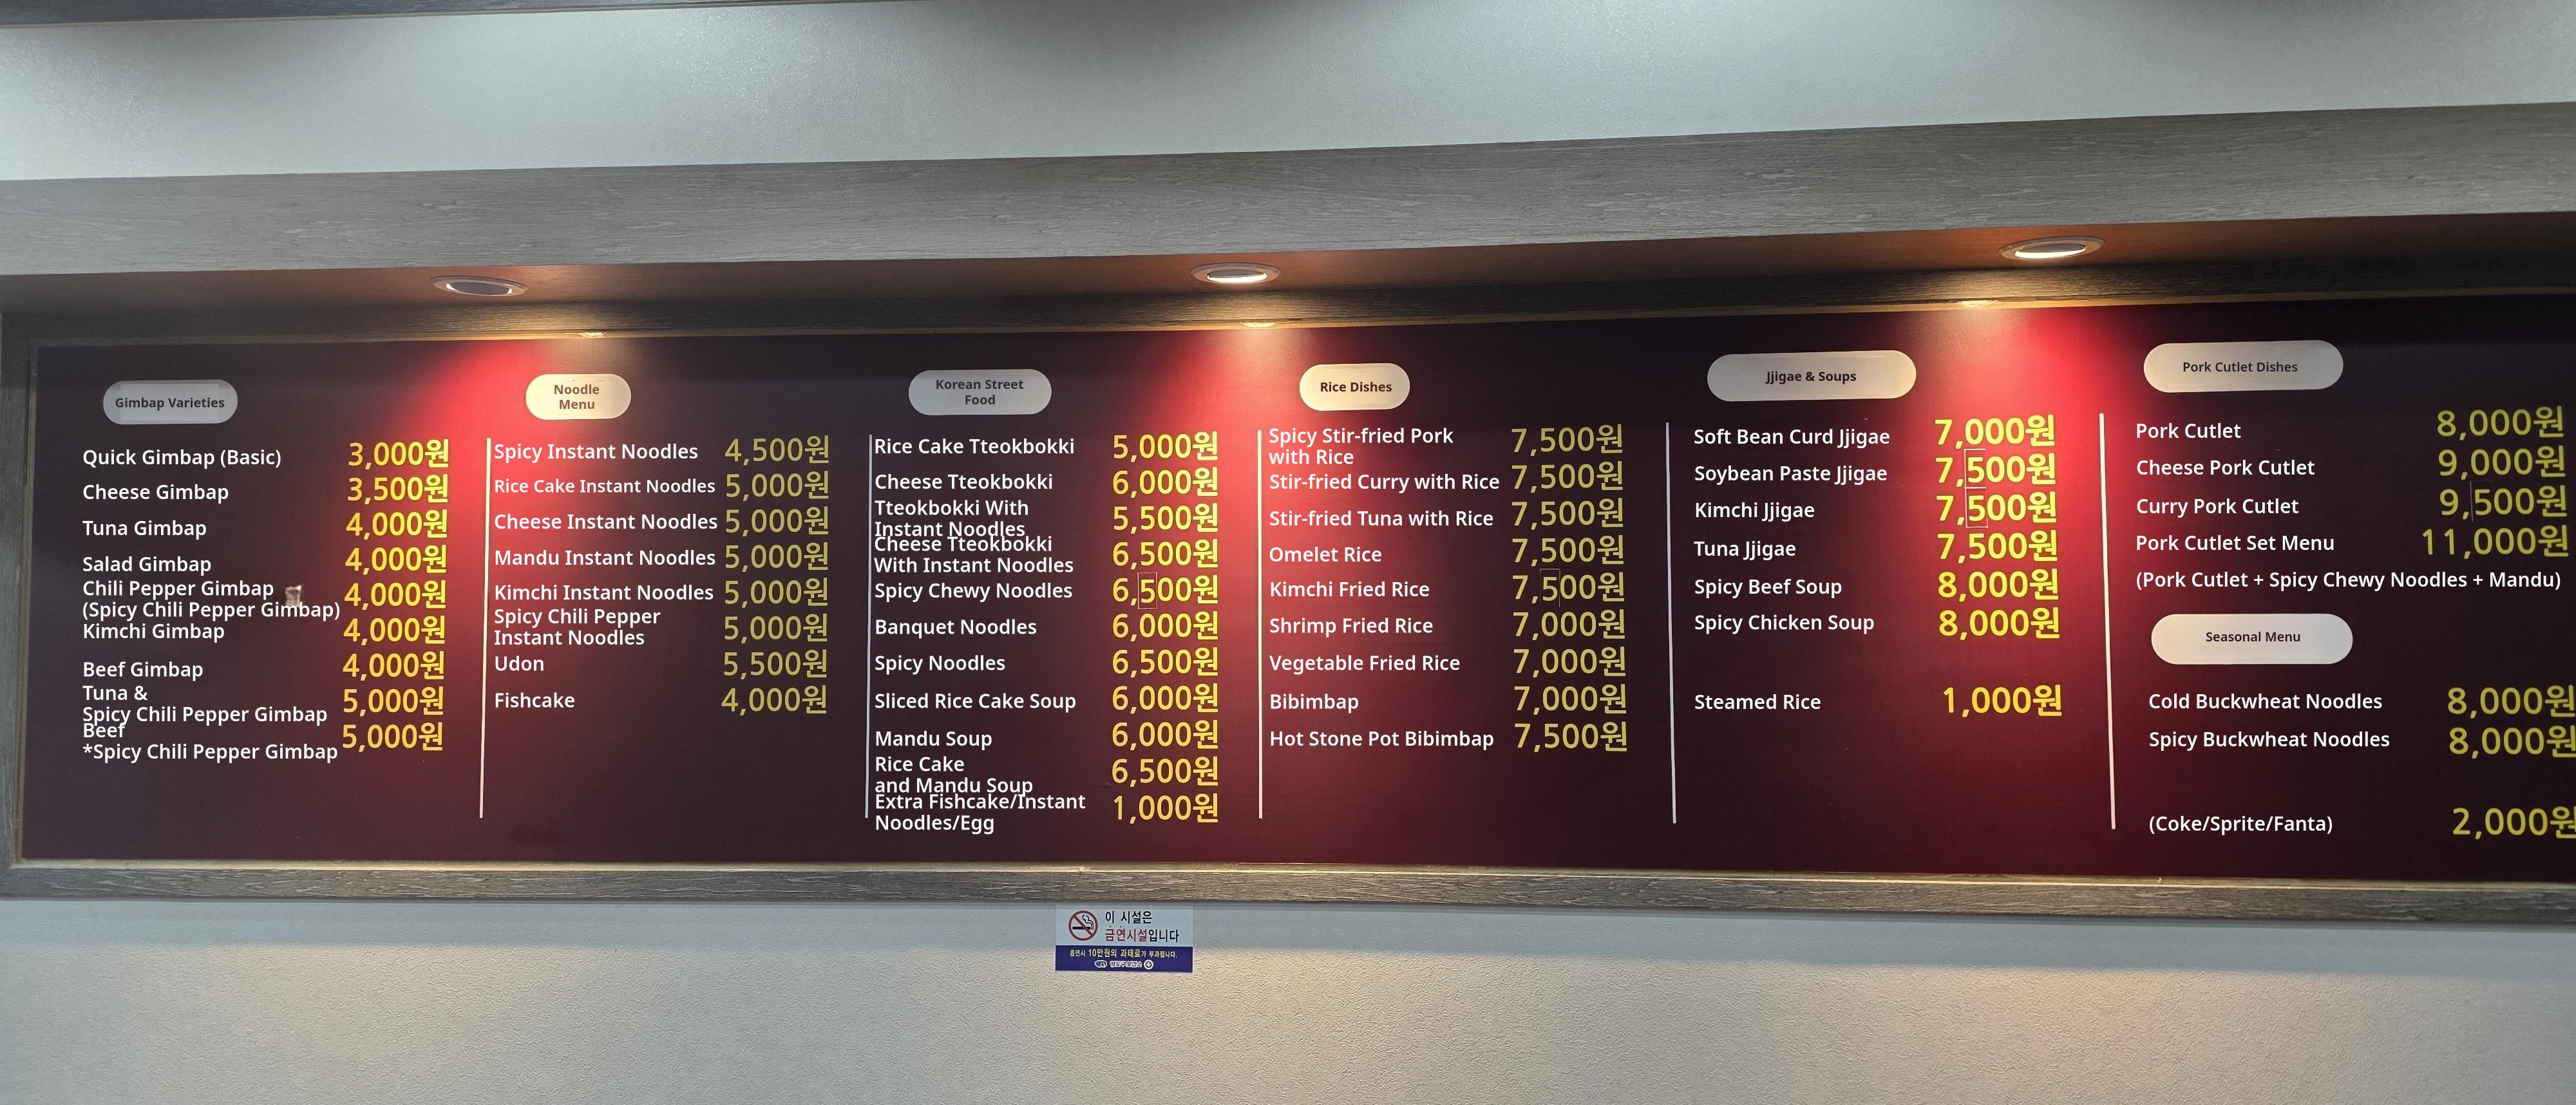 Gimbap Varieties
Quick Gimbap (Basic) 3,000원
Cheese Gimbap 3,500원
Tuna Gimbap 4,000원
Salad Gimbap 4,000원
Chili Pepper Gimbap
(Spicy Chili Pepper Gimbap) 4,000원
Kimchi Gimbap 4,000원
Beef Gimbap 4,000원
Tuna &
Spicy Chili Pepper Gimbap 5,000원
Beef
*Spicy Chili Pepper Gimbap 5,000원
Noodle
Menu
Spicy Instant Noodles 4,500원
Rice Cake Instant Noodles 5,000원
Cheese Instant Noodles 5,000원
Mandu Instant Noodles 5,000원
Kimchi Instant Noodles 5,000원
Spicy Chili Pepper
Instant Noodles 5,000원
Udon 5,500원
Fishcake 4,000원
Korean Street
Food
Rice Cake Tteokbokki 5,000원
Cheese Tteokbokki 6,000원
Tteokbokki With
Instant Noodles 5,500원
Cheese Tteokbokki
With Instant Noodles 6,500원
Spicy Chewy Noodles 6,500원
Banquet Noodles 6,000원
Spicy Noodles 6,500원
Sliced Rice Cake Soup 6,000원
Mandu Soup 6,000원
Rice Cake
and Mandu Soup 6,500원
Extra Fishcake/Instant
Noodles/Egg 1,000원
Rice Dishes
Spicy Stir-fried Pork
with Rice 7,500원
Stir-fried Curry with Rice 7,500원
Stir-fried Tuna with Rice 7,500원
Omelet Rice 7,500원
Kimchi Fried Rice 7,500원
Shrimp Fried Rice 7,000원
Vegetable Fried Rice 7,000원
Bibimbap 7,000원
Hot Stone Pot Bibimbap 7,500원
Jjigae & Soups
Soft Bean Curd Jjigae 7,000원
Soybean Paste Jjigae 7,500원
Kimchi Jjigae 7,500원
Tuna Jjigae 7,500원
Spicy Beef Soup 8,000원
Spicy Chicken Soup 8,000원
Steamed Rice 1,000원
Pork Cutlet Dishes
Pork Cutlet 8,000원
Cheese Pork Cutlet 9,000원
Curry Pork Cutlet 9,500원
Pork Cutlet Set Menu 11,000원
(Pork Cutlet + Spicy Chewy Noodles + Mandu)
Seasonal Menu
Cold Buckwheat Noodles 8,000원
Spicy Buckwheat Noodles 8,000원
(Coke/Sprite/Fanta) 2,000원
이 시설은
금연시설입니다
흡연시 10만원의 과태료가 부과됩니다.